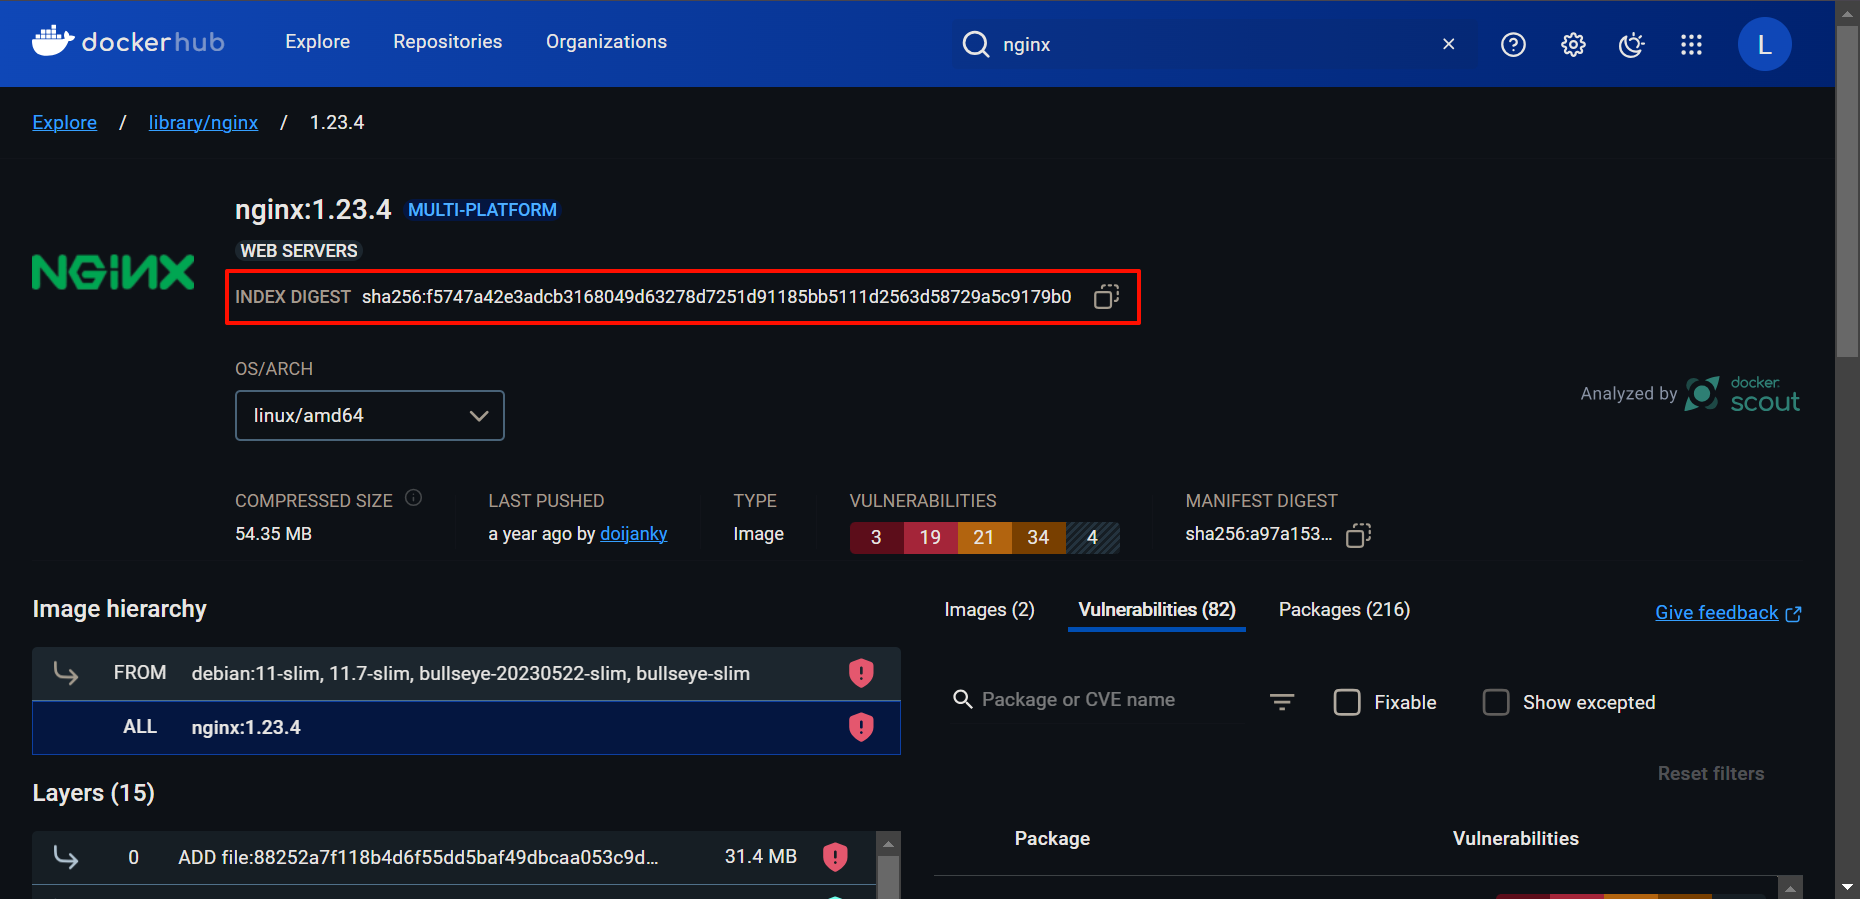 dockerhub Explore Repositories Organizations nginx L
Explore / library/nginx / 1.23.4
nginx:1.23.4 MULTI-PLATFORM
WEB SERVERS
NGINX
INDEX DIGEST sha256:f5747a42e3adcb3168049d63278d7251d91185bb5111d2563d58729a5c9179b0
OS/ARCH
linux/amd64
Analyzed by docker scout
COMPRESSED SIZE LAST PUSHED TYPE VULNERABILITIES MANIFEST DIGEST
54.35 MB a year ago by doijanky Image 3 19 21 34 4 sha256:a97a153...
Image hierarchy
FROM debian:11-slim, 11.7-slim, bullseye-20230522-slim, bullseye-slim
ALL nginx:1.23.4
Layers (15)
0 ADD file:88252a7f118b4d6f55dd5baf49dbcaa053c9d... 31.4 MB
Images (2) Vulnerabilities (82) Packages (216) Give feedback
Package or CVE name Fixable Show excepted
Reset filters
Package Vulnerabilities